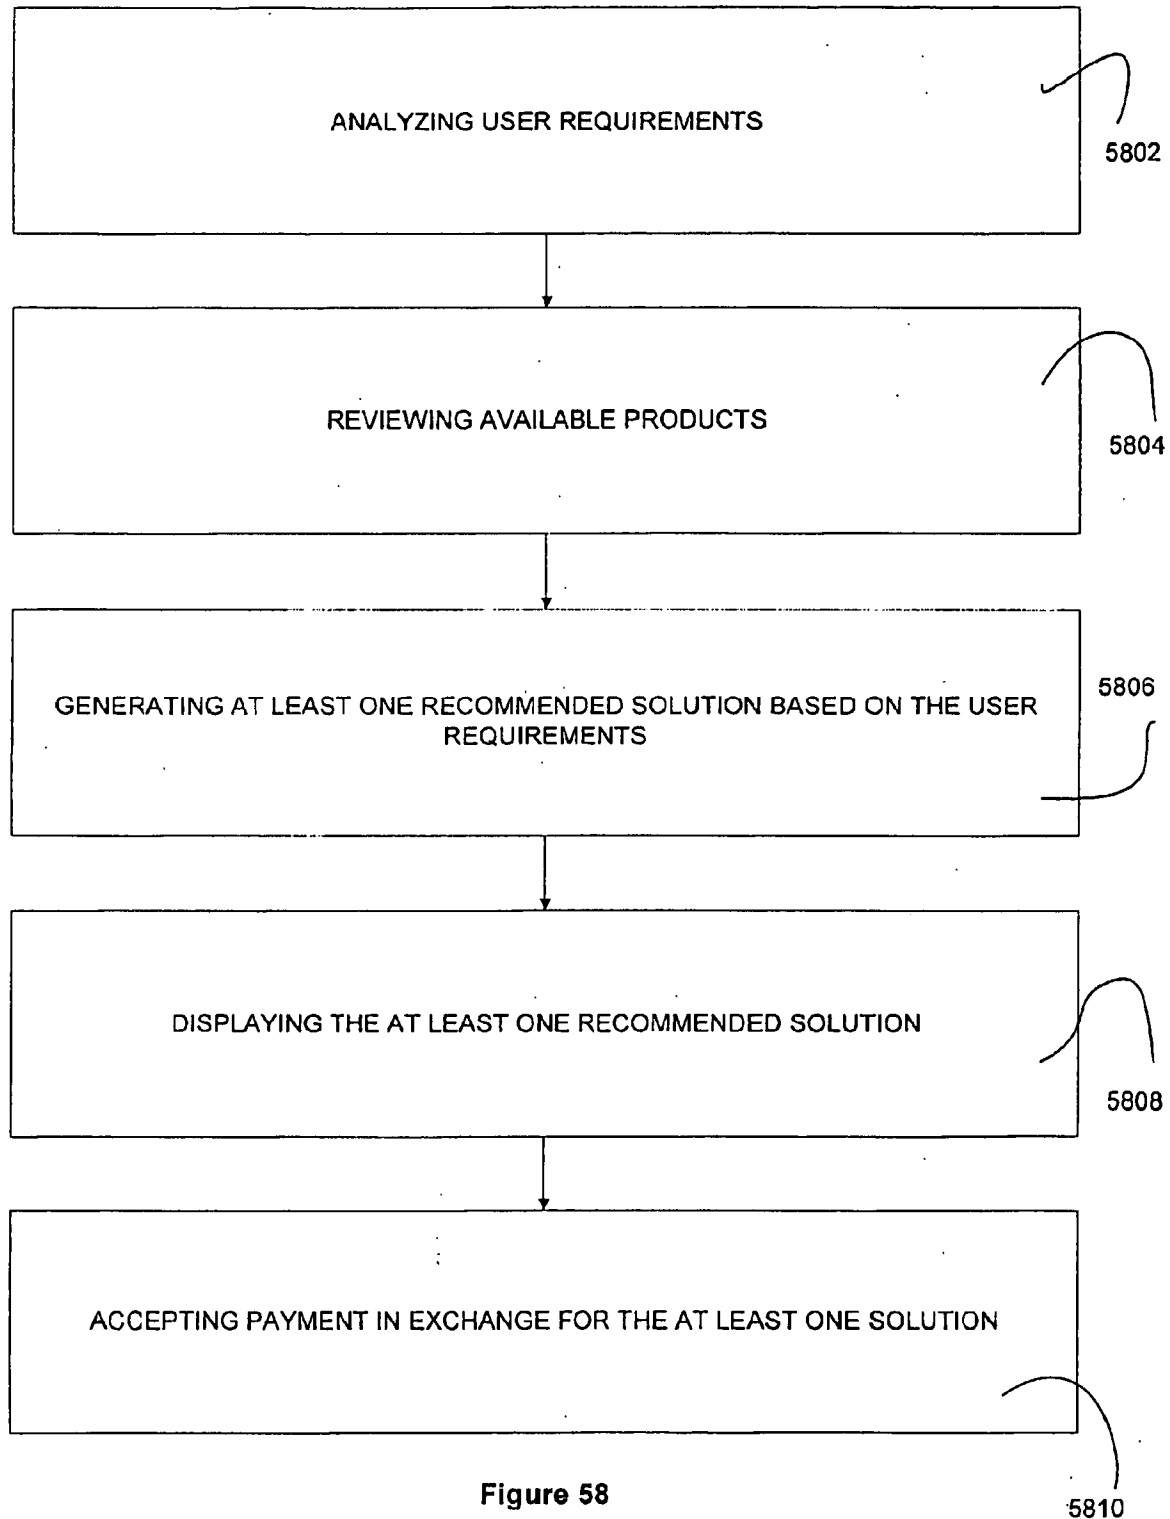 ANALYZING USER REQUIREMENTS
5802
REVIEWING AVAILABLE PRODUCTS
5804
GENERATING AT LEAST ONE RECOMMENDED SOLUTION BASED ON THE USER
REQUIREMENTS
5806
DISPLAYING THE AT LEAST ONE RECOMMENDED SOLUTION
5808
ACCEPTING PAYMENT IN EXCHANGE FOR THE AT LEAST ONE SOLUTION
5810
Figure 58